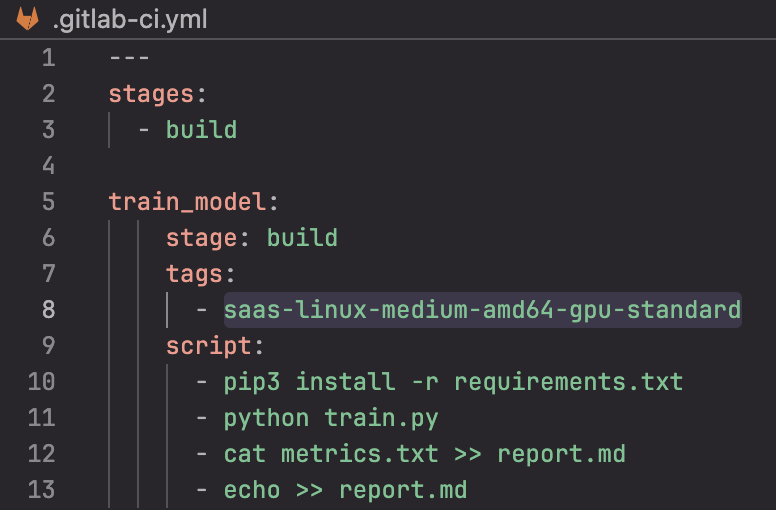 .gitlab-ci.yml
1 ---
2 stages:
3   - build
4
5 train_model:
6     stage: build
7     tags:
8       - saas-linux-medium-amd64-gpu-standard
9     script:
10       - pip3 install -r requirements.txt
11       - python train.py
12       - cat metrics.txt >> report.md
13       - echo >> report.md